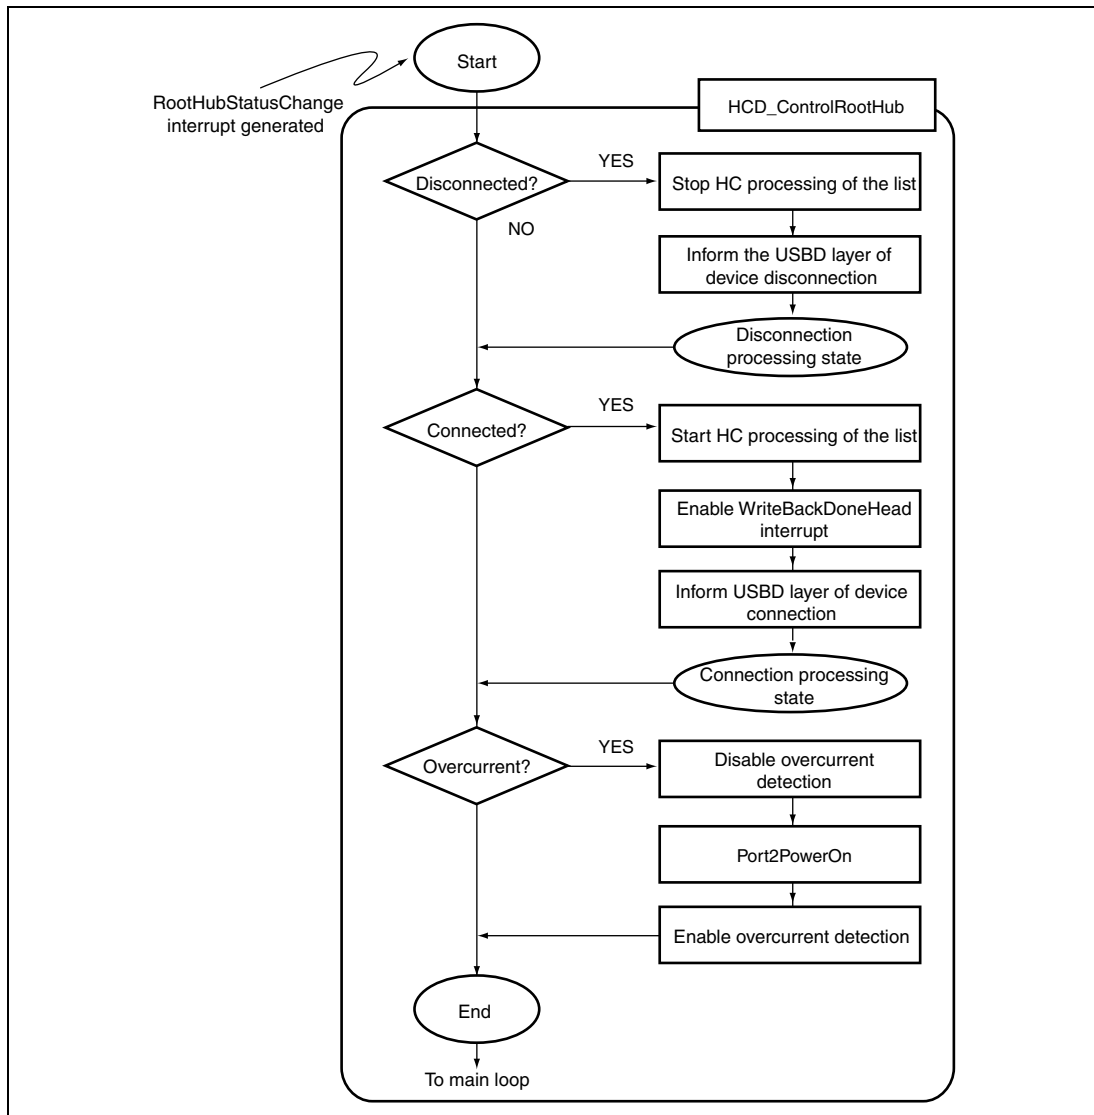 Start
RootHubStatusChange
interrupt generated
HCD_ControlRootHub
Disconnected?
YES
Stop HC processing of the list
NO
Inform the USBD layer of
device disconnection
Disconnection
processing state
Connected?
YES
Start HC processing of the list
Enable WriteBackDoneHead
interrupt
Inform USBD layer of device
connection
Connection processing
state
Overcurrent?
YES
Disable overcurrent
detection
Port2PowerOn
Enable overcurrent detection
End
To main loop